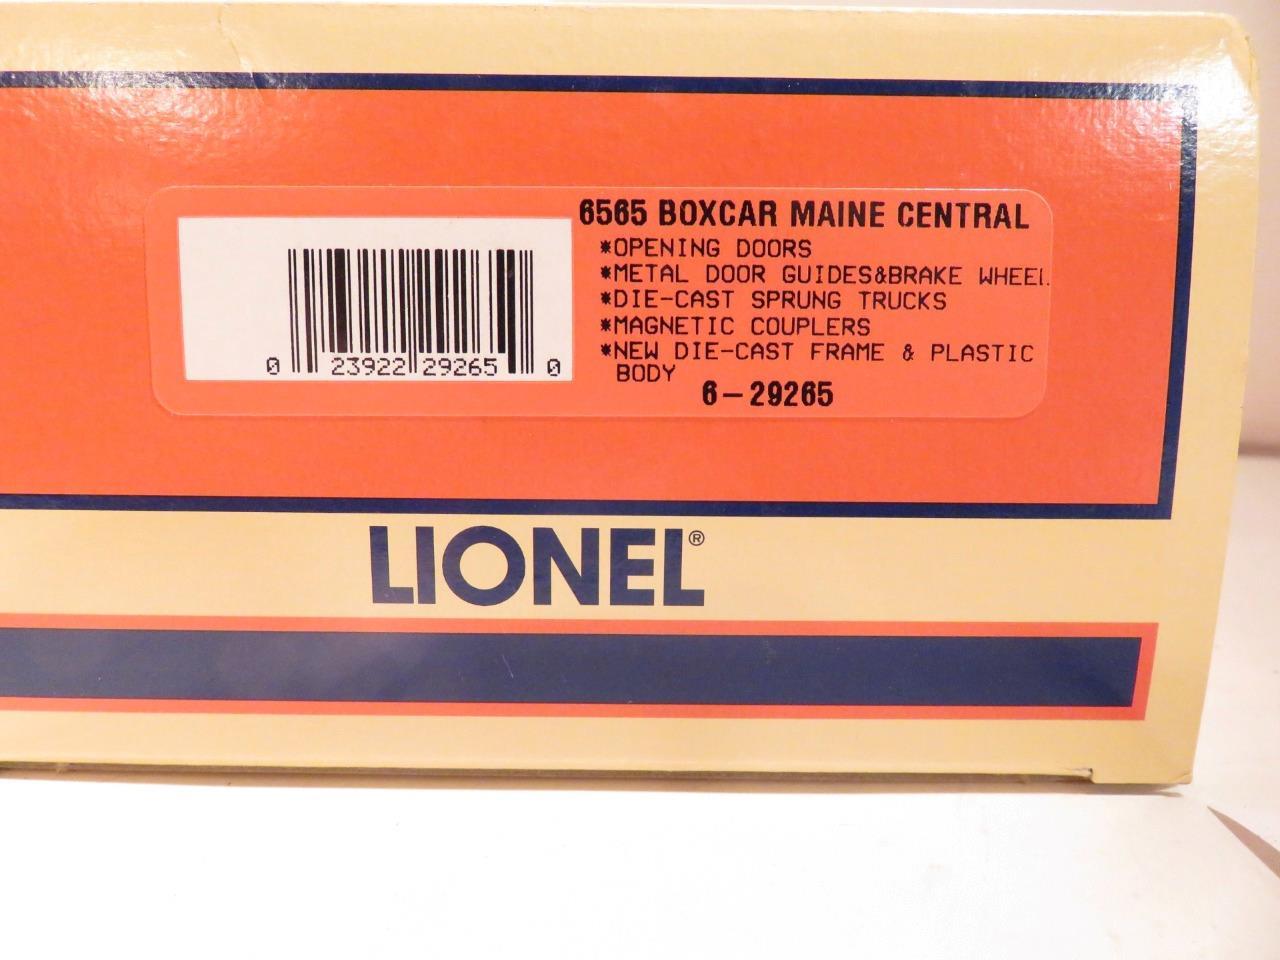 6565 BOXCAR MAINE CENTRAL
*OPENING DOORS
*METAL DOOR GUIDES&BRAKE WHEEL
*DIE-CAST SPRUNG TRUCKS
*MAGNETIC COUPLERS
*NEW DIE-CAST FRAME & PLASTIC
BODY
6-29265
0 23922 29265 0
LIONEL®